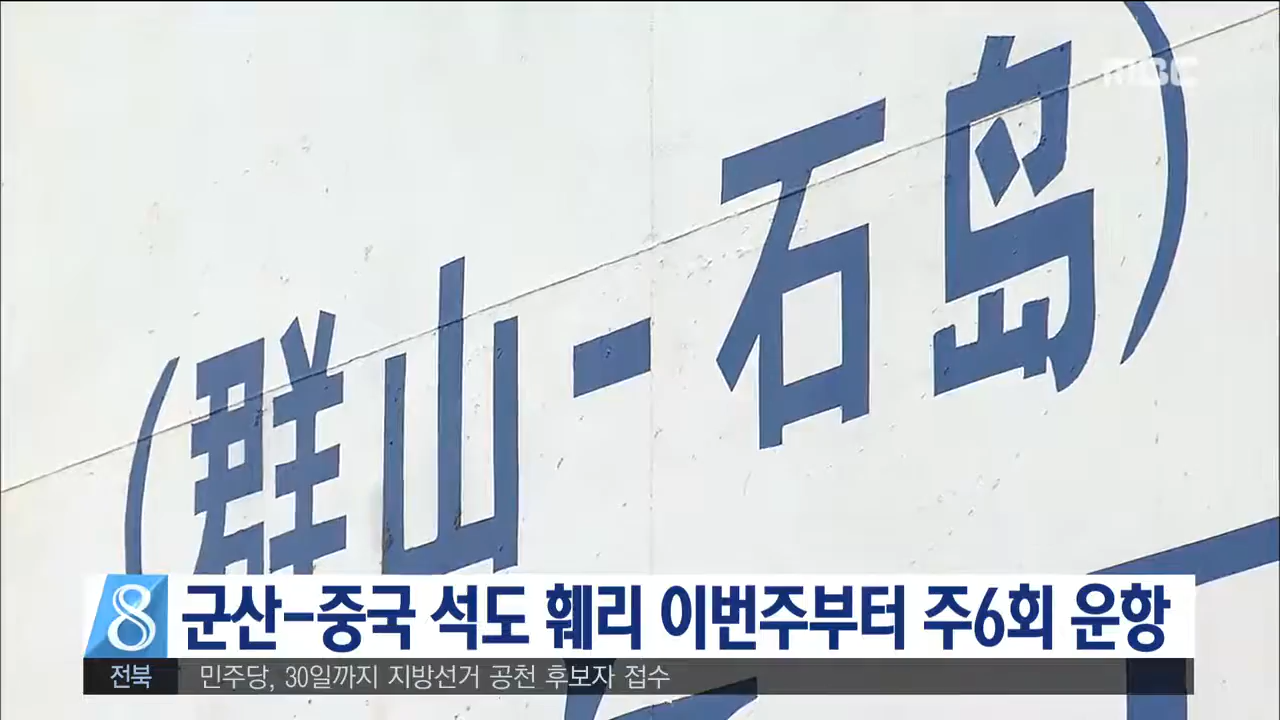 MBC
(群山-石岛)
8 군산-중국 석도 훼리 이번주부터 주6회 운항
전북 민주당, 30일까지 지방선거 공천 후보자 접수